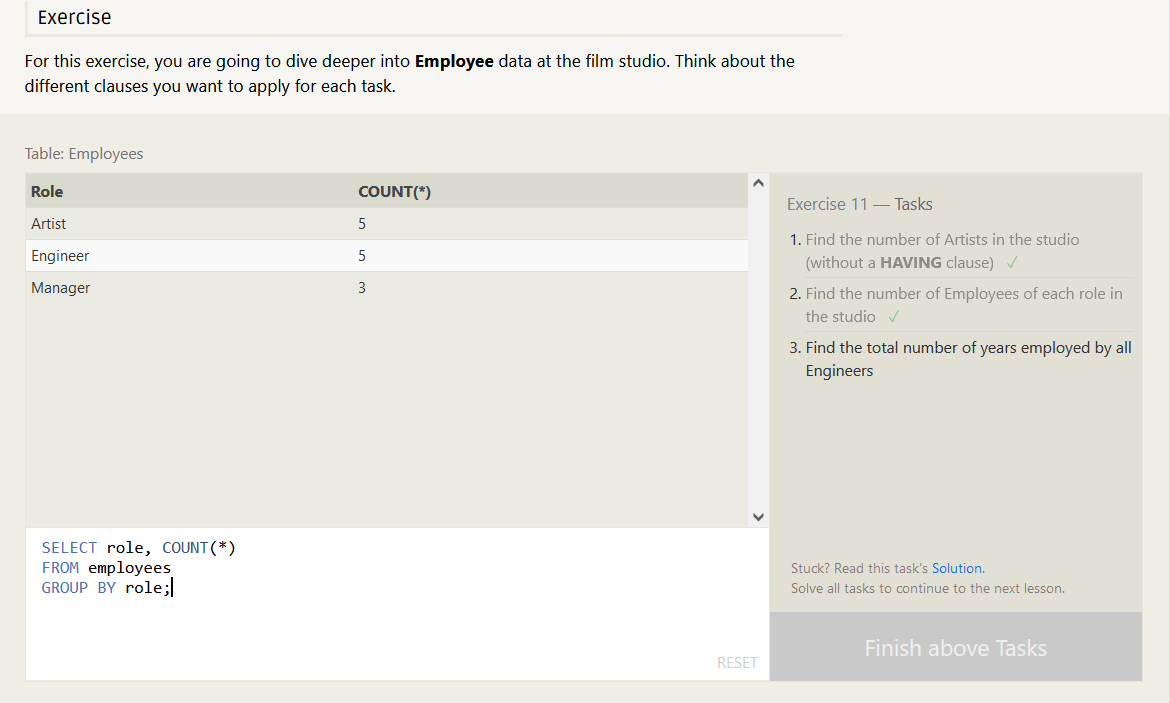 Exercise
For this exercise, you are going to dive deeper into Employee data at the film studio. Think about the
different clauses you want to apply for each task.
Table: Employees
Role COUNT(*)
Artist 5
Engineer 5
Manager 3
SELECT role, COUNT(*)
FROM employees
GROUP BY role;
RESET
Exercise 11 — Tasks
1. Find the number of Artists in the studio
(without a HAVING clause) ✓
2. Find the number of Employees of each role in
the studio ✓
3. Find the total number of years employed by all
Engineers
Stuck? Read this task's Solution.
Solve all tasks to continue to the next lesson.
Finish above Tasks